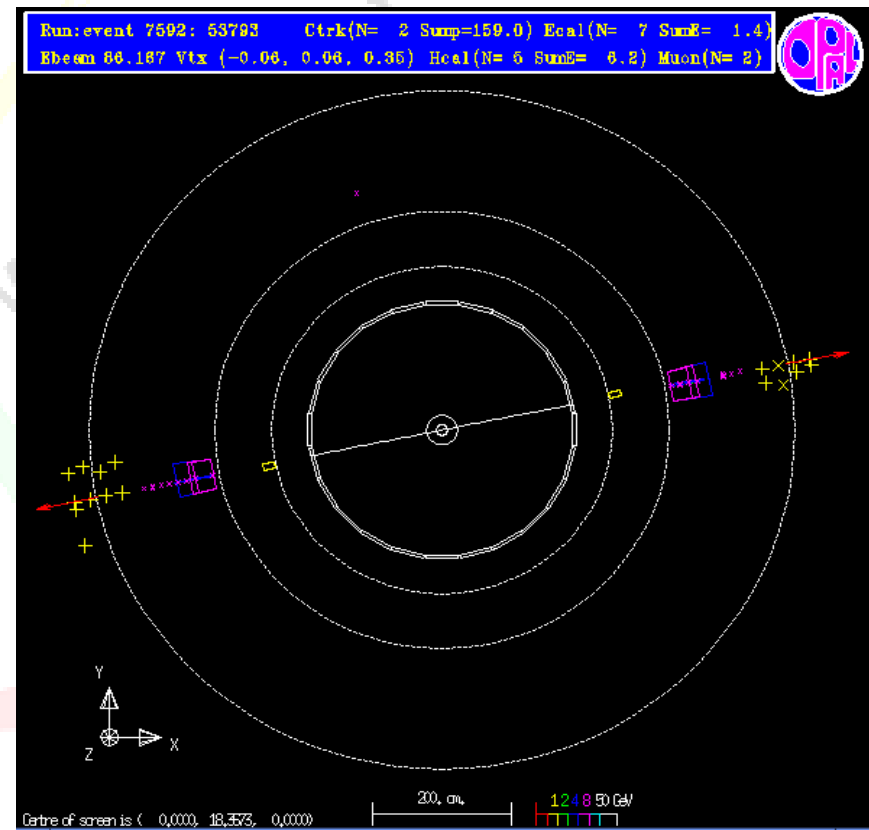 Run:event 7592: 53793 Ctrk(N= 2 Sump=159.0) Ecal(N= 7 SumE= 1.4)
Ebeam 86.167 Vtx (-0.06, 0.06, 0.35) Hcal(N= 5 SumE= 6.2) Muon(N= 2)
OPAL
Y
Z X
200. cm.
1 2 4 8 50 GeV
Centre of screen is ( 0.0000, 18.3573, 0.0000)